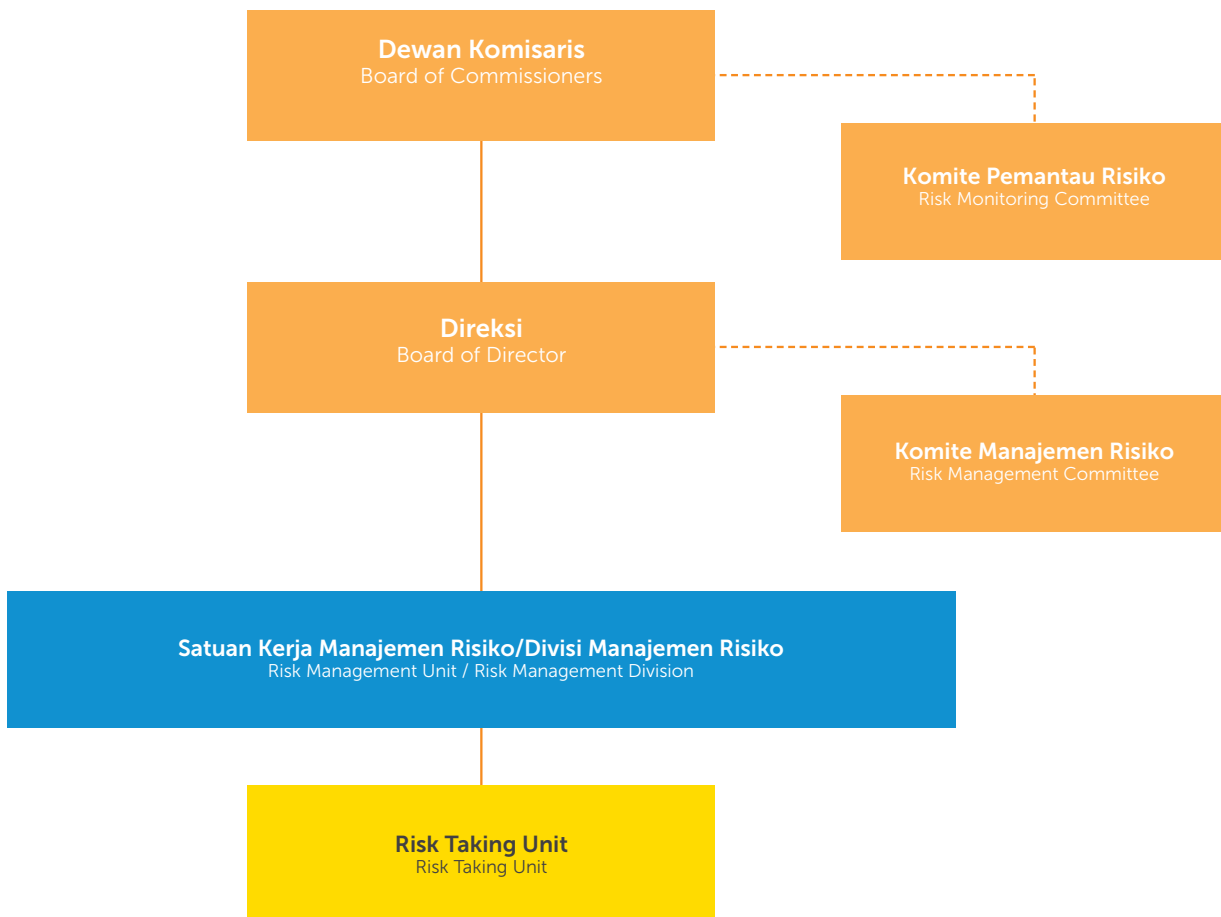 Dewan Komisaris
Board of Commissioners
Komite Pemantau Risiko
Risk Monitoring Committee
Direksi
Board of Director
Komite Manajemen Risiko
Risk Management Committee
Satuan Kerja Manajemen Risiko/Divisi Manajemen Risiko
Risk Management Unit / Risk Management Division
Risk Taking Unit
Risk Taking Unit